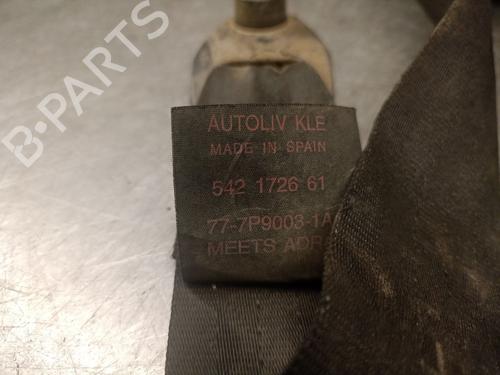 B-PARTS
AUTOLIV KLE
MADE IN SPAIN
542 1726 61
77-7P9003-1A
MEETS ADR